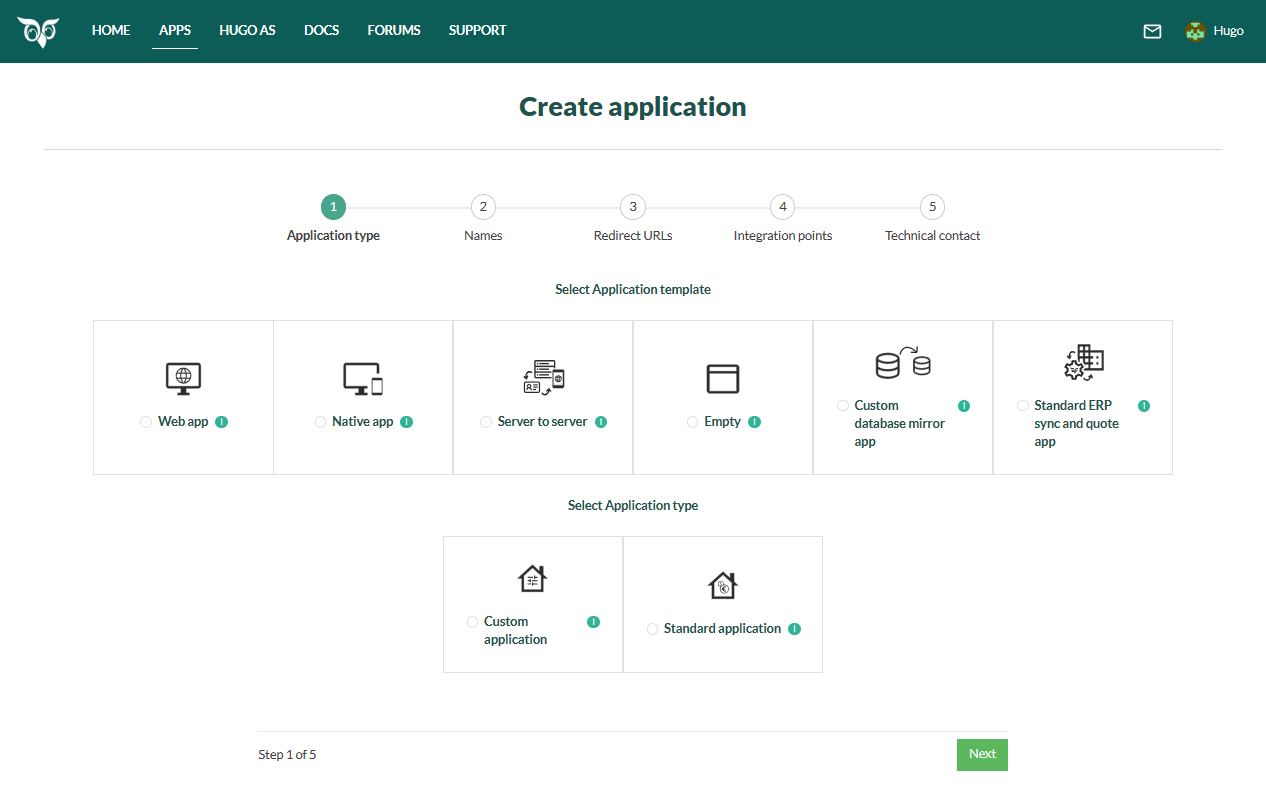 HOME APPS HUGO AS DOCS FORUMS SUPPORT Hugo
Create application
1 2 3 4 5
Application type Names Redirect URLs Integration points Technical contact
Select Application template
Web app Native app Server to server Empty
Custom database mirror app
Standard ERP sync and quote app
Select Application type
Custom application
Standard application
Step 1 of 5 Next